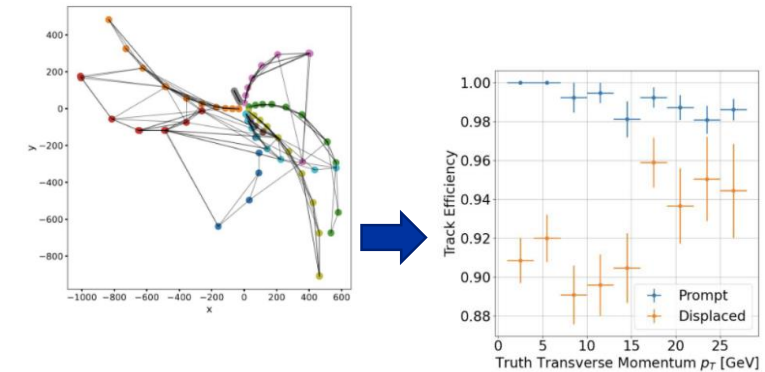 400
200
0
−200
−400
−600
−800
y
−1000 −800 −600 −400 −200 0 200 400 600
x
1.00
0.98
0.96
0.94
0.92
0.90
0.88
Track Efficiency
Prompt
Displaced
0 5 10 15 20 25
Truth Transverse Momentum p_T [GeV]